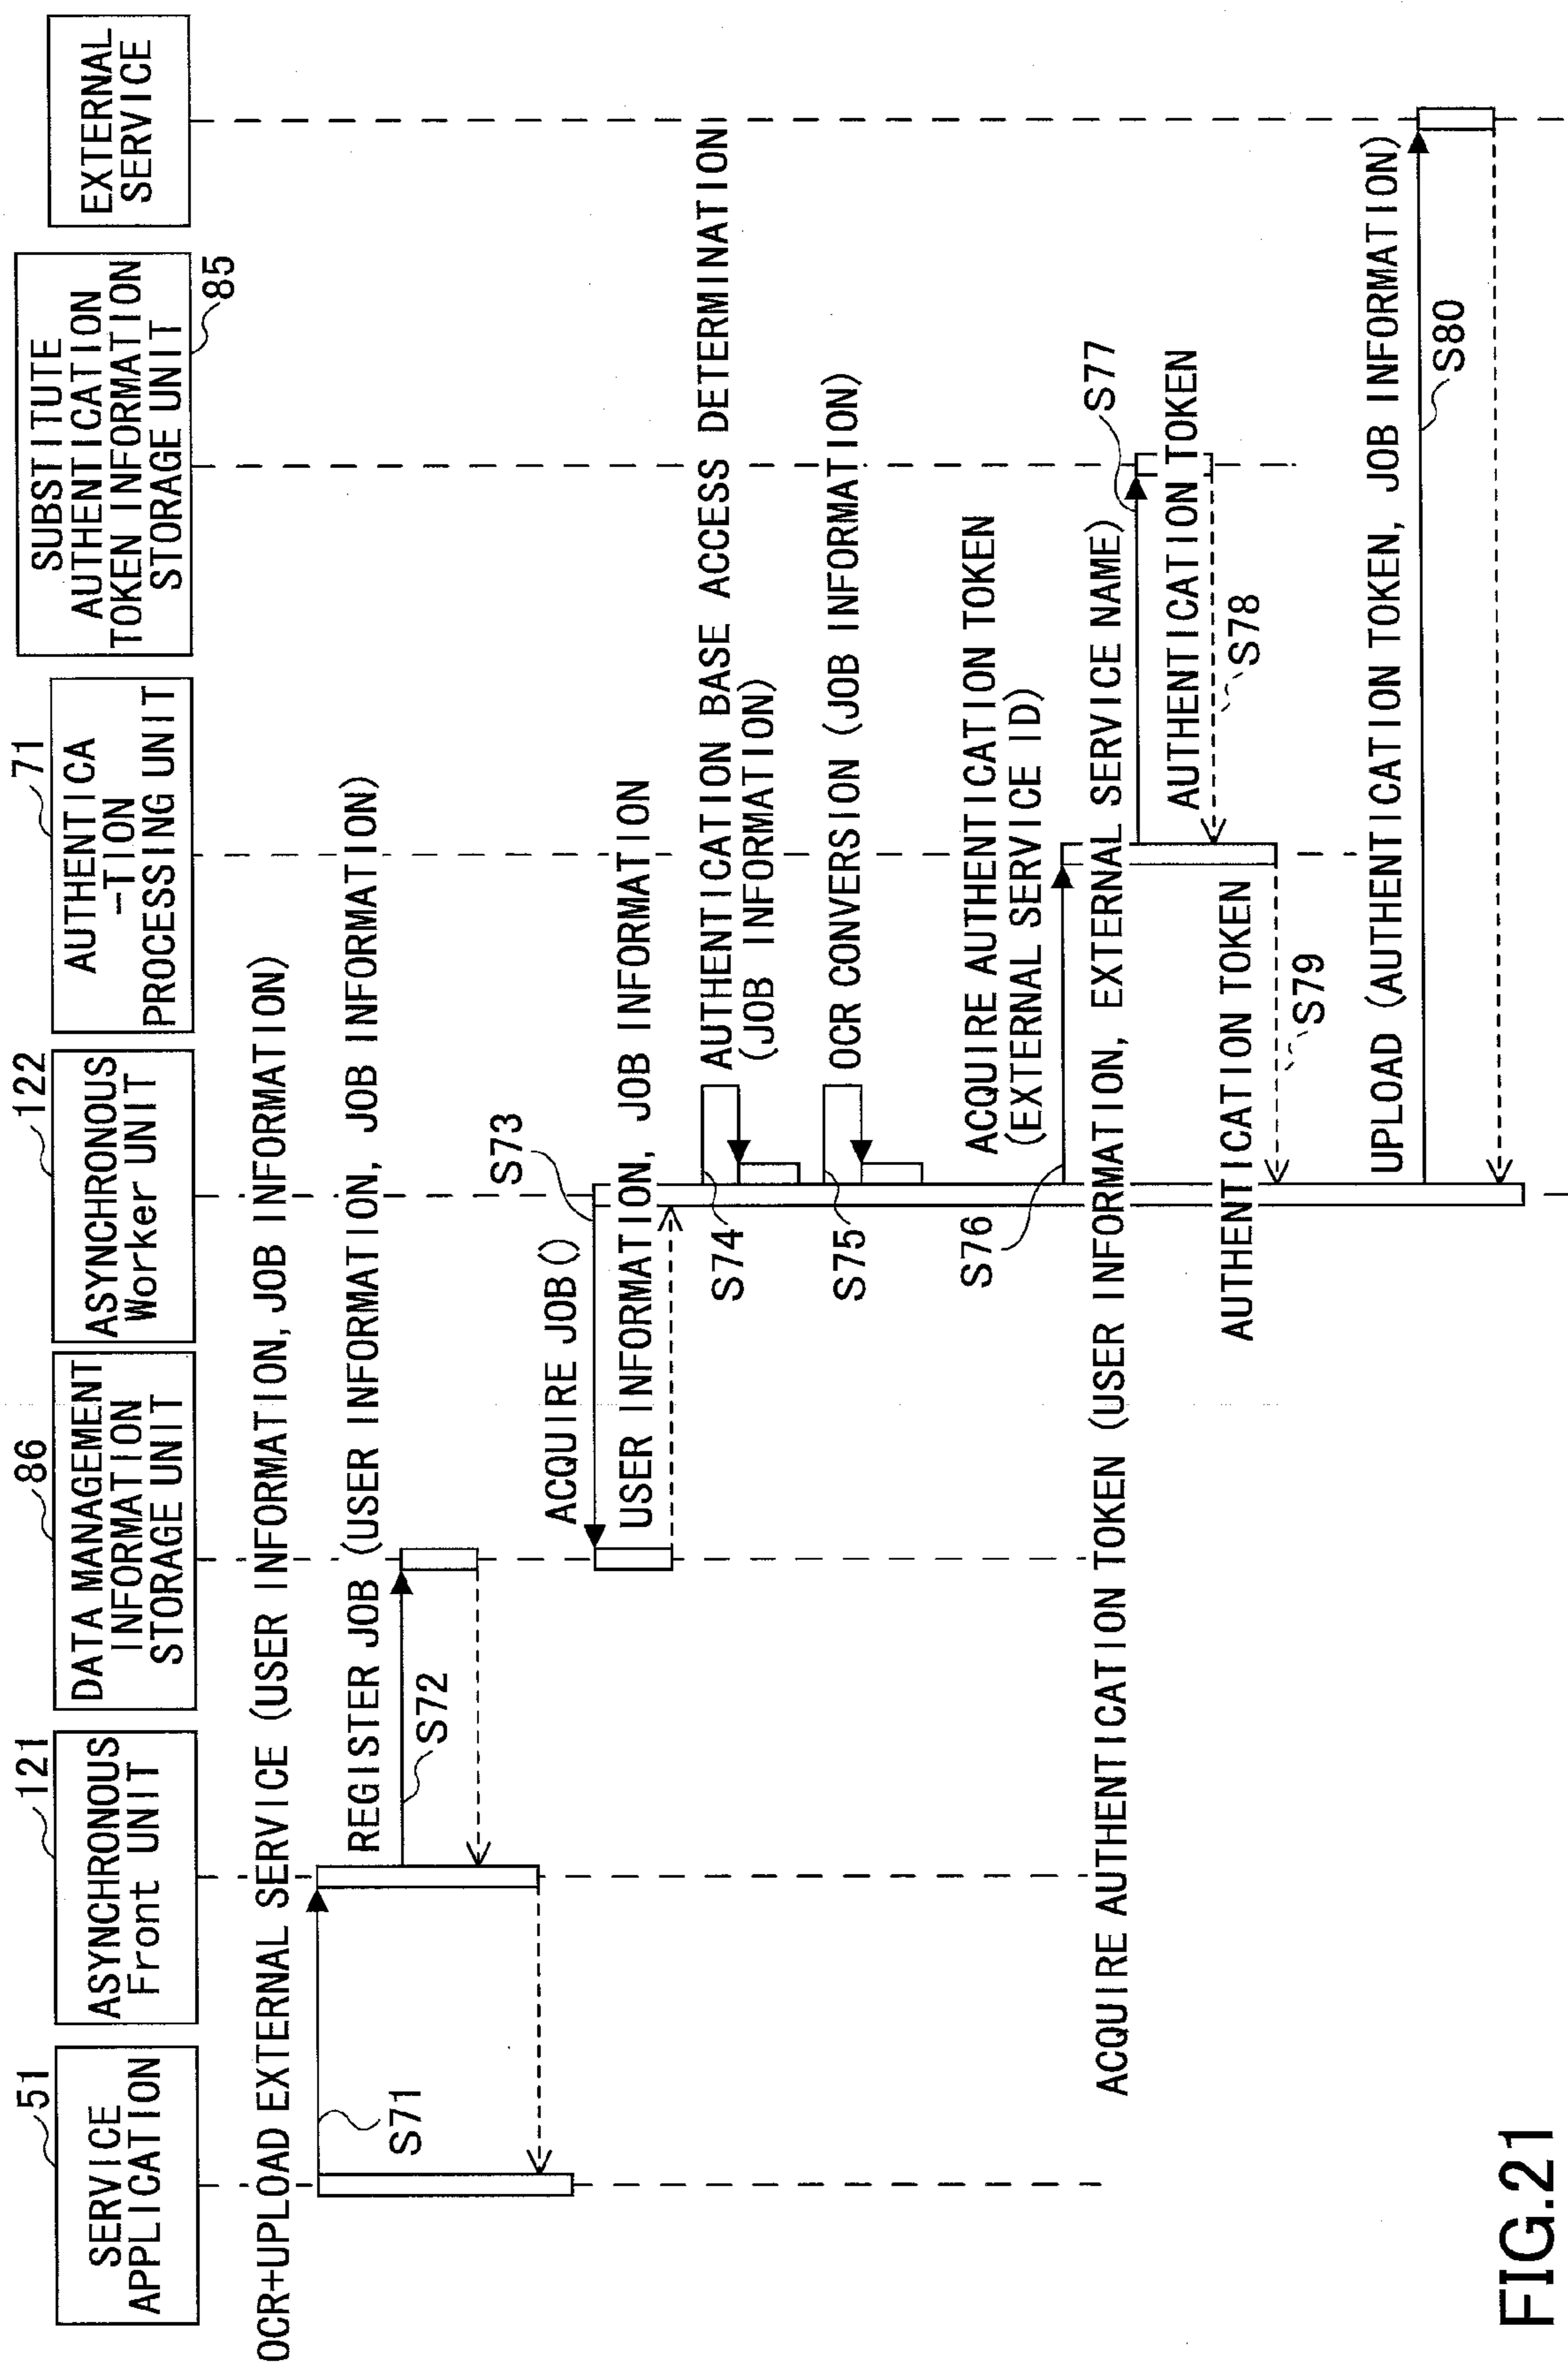 SERVICE
APPLICATION
51
ASYNCHRONOUS
Front UNIT
121
DATA MANAGEMENT
INFORMATION
STORAGE UNIT
86
ASYNCHRONOUS
Worker UNIT
122
AUTHENTICA
-TION
PROCESSING UNIT
71
SUBSTITUTE
AUTHENTICATION
TOKEN INFORMATION
STORAGE UNIT
85
EXTERNAL
SERVICE
OCR+UPLOAD EXTERNAL SERVICE (USER INFORMATION, JOB INFORMATION)
S71
REGISTER JOB (USER INFORMATION, JOB INFORMATION)
S72
ACQUIRE JOB()
S73
USER INFORMATION, JOB INFORMATION
AUTHENTICATION BASE ACCESS DETERMINATION
(JOB INFORMATION)
S74
OCR CONVERSION (JOB INFORMATION)
S75
ACQUIRE AUTHENTICATION TOKEN
(EXTERNAL SERVICE ID)
S76
ACQUIRE AUTHENTICATION TOKEN (USER INFORMATION, EXTERNAL SERVICE NAME)
S77
AUTHENTICATION TOKEN
S78
AUTHENTICATION TOKEN
S79
UPLOAD (AUTHENTICATION TOKEN, JOB INFORMATION)
S80
FIG.21